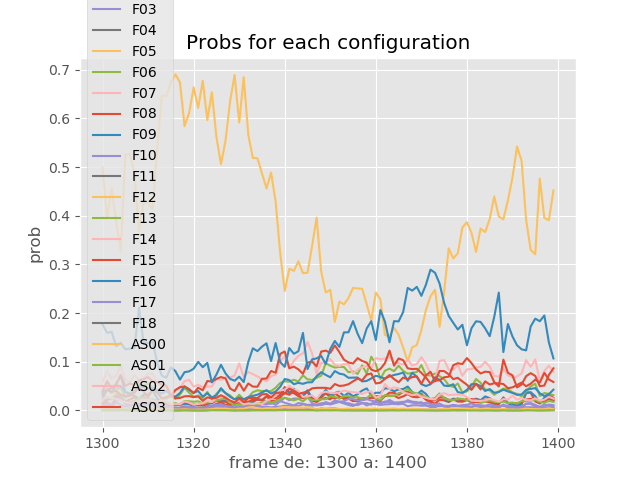 F03
F04
F05
F06
F07
F08
F09
F10
F11
F12
F13
F14
F15
F16
F17
F18
AS00
AS01
AS02
AS03
Probs for each configuration
0.7
0.6
0.5
0.4
0.3
0.2
0.1
0.0
prob
1300 1320 1340 1360 1380 1400
frame de: 1300 a: 1400